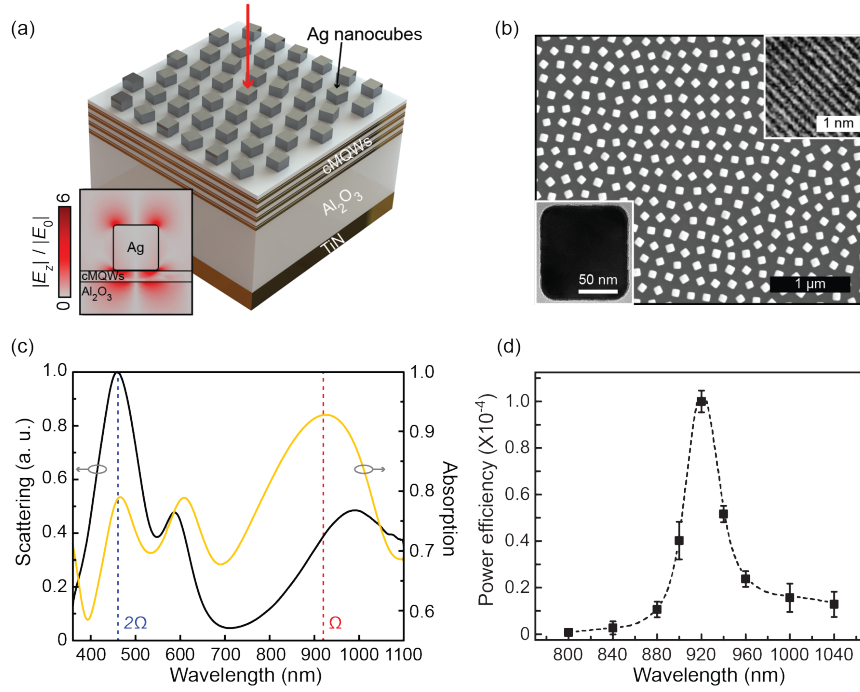 (a)
Ag nanocubes
cMQWs
Al2O3
TiN
|Ez| / |E0|
6
0
Ag
cMQWs
Al2O3
(b)
1 nm
50 nm
1 µm
(c)
Scattering (a. u.)
1.0
0.8
0.6
0.4
0.2
0
2Ω
Ω
1.0
0.9
0.8
0.7
0.6
Absorption
400 500 600 700 800 900 1000 1100
Wavelength (nm)
(d)
Power efficiency (X10-4)
1.0
0.8
0.6
0.4
0.2
0
800 840 880 920 960 1000 1040
Wavelength (nm)